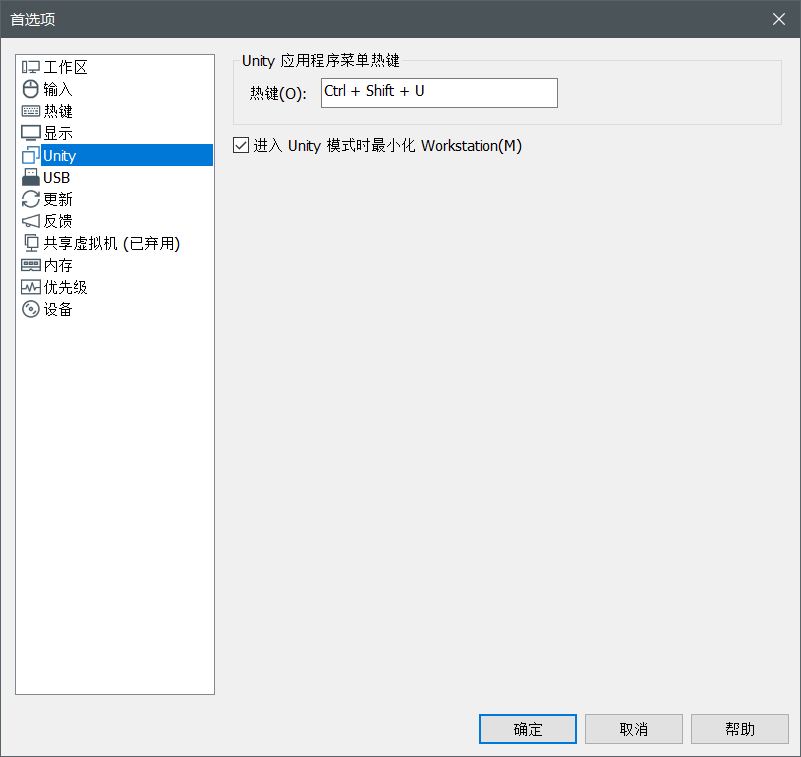 首选项
工作区
输入
热键
显示
Unity
USB
更新
反馈
共享虚拟机 (已弃用)
内存
优先级
设备
Unity 应用程序菜单热键
热键(O): Ctrl + Shift + U
进入 Unity 模式时最小化 Workstation(M)
确定 取消 帮助